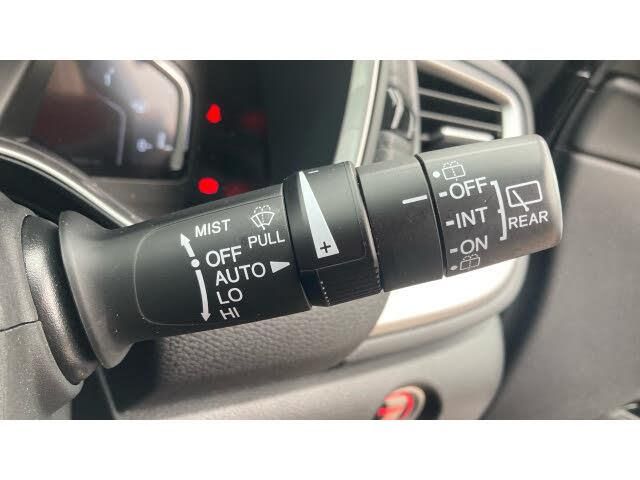 MIST
PULL
OFF
AUTO
LO
HI
-
+
OFF
INT
REAR
ON